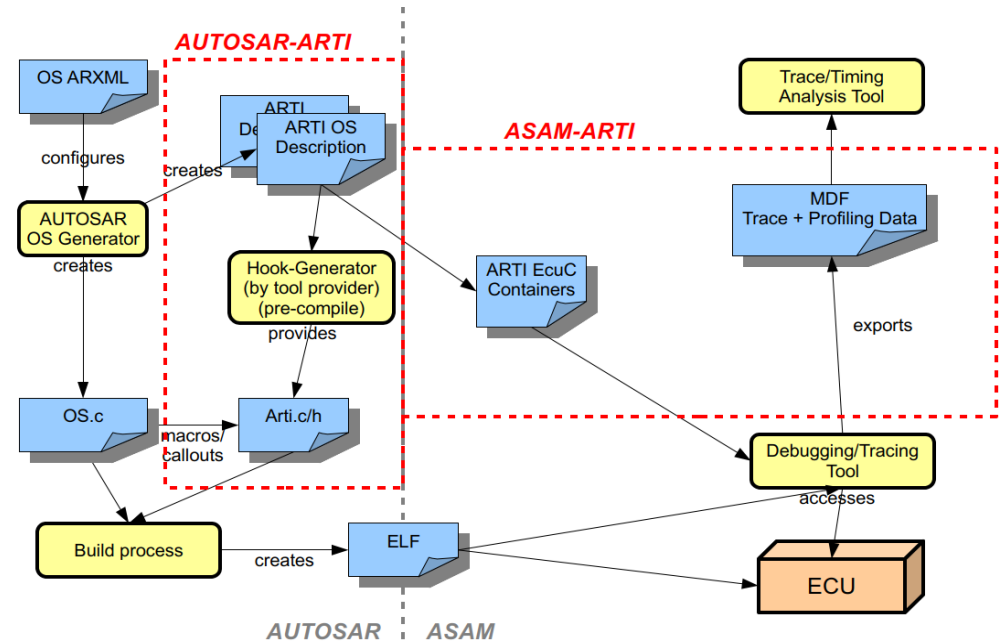 AUTOSAR-ARTI
OS ARXML
configures
AUTOSAR
OS Generator
creates
creates
ARTI
De
ARTI OS
Description
Hook-Generator
(by tool provider)
(pre-compile)
provides
OS.c
macros/
callouts
Arti.c/h
Build process
creates
ELF
ASAM-ARTI
ARTI EcuC
Containers
Trace/Timing
Analysis Tool
MDF
Trace + Profiling Data
exports
Debugging/Tracing
Tool
accesses
ECU
AUTOSAR
ASAM